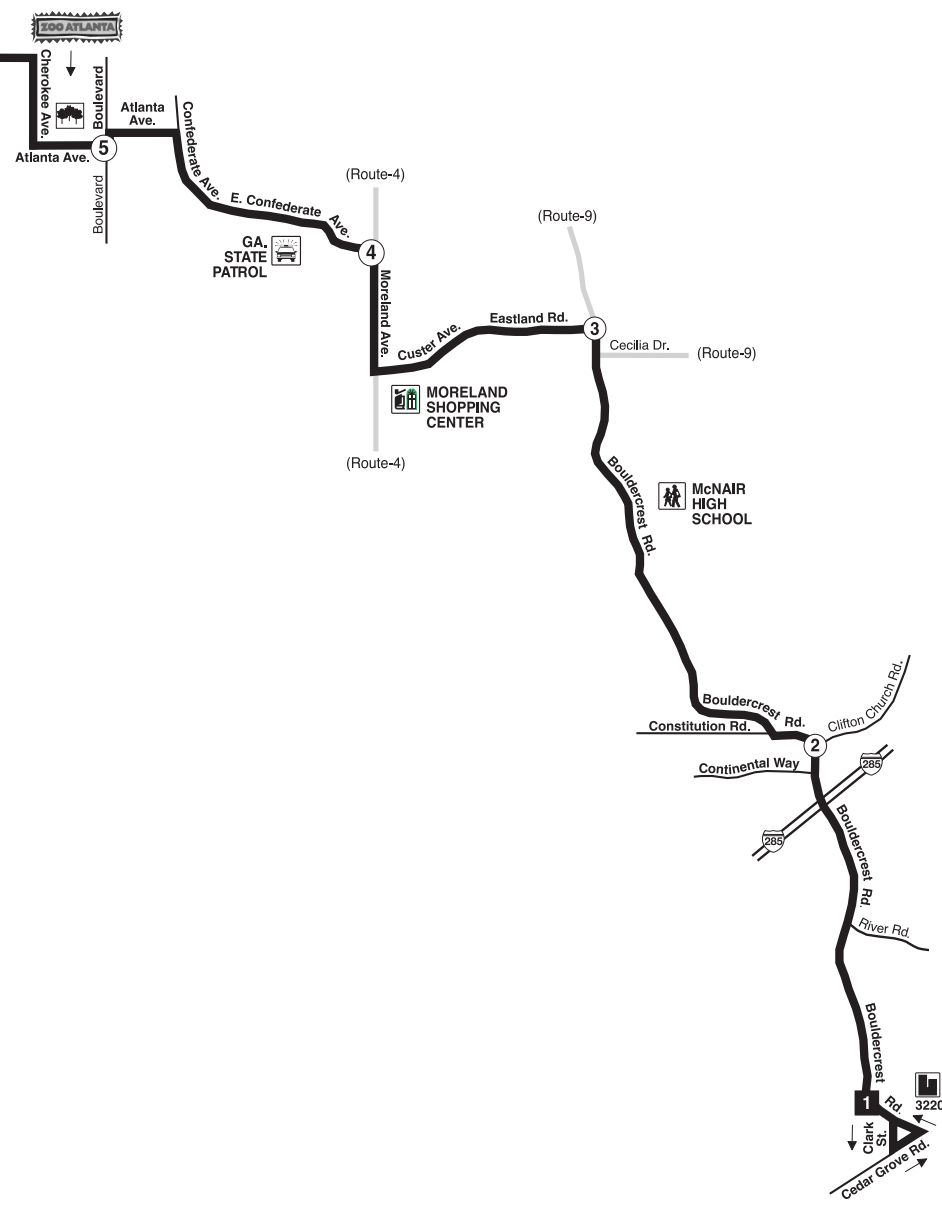 ZOO ATLANTA
Cherokee Ave.
Boulevard
Atlanta
Ave.
Confederate Ave.
5
Atlanta Ave.
Boulevard
(Route-4)
E. Confederate Ave.
GA.
STATE
PATROL
4
(Route-9)
Moreland Ave.
Custer Ave.
Eastland Rd.
3
Cecilia Dr.
(Route-9)
MORELAND
SHOPPING
CENTER
(Route-4)
Bouldercrest Rd.
McNAIR
HIGH
SCHOOL
Bouldercrest Rd.
Clifton Church Rd.
Constitution Rd.
2
Continental Way
285
285
Bouldercrest Rd.
River Rd.
Bouldercrest Rd.
1
3220
Clark
St.
Cedar Grove Rd.